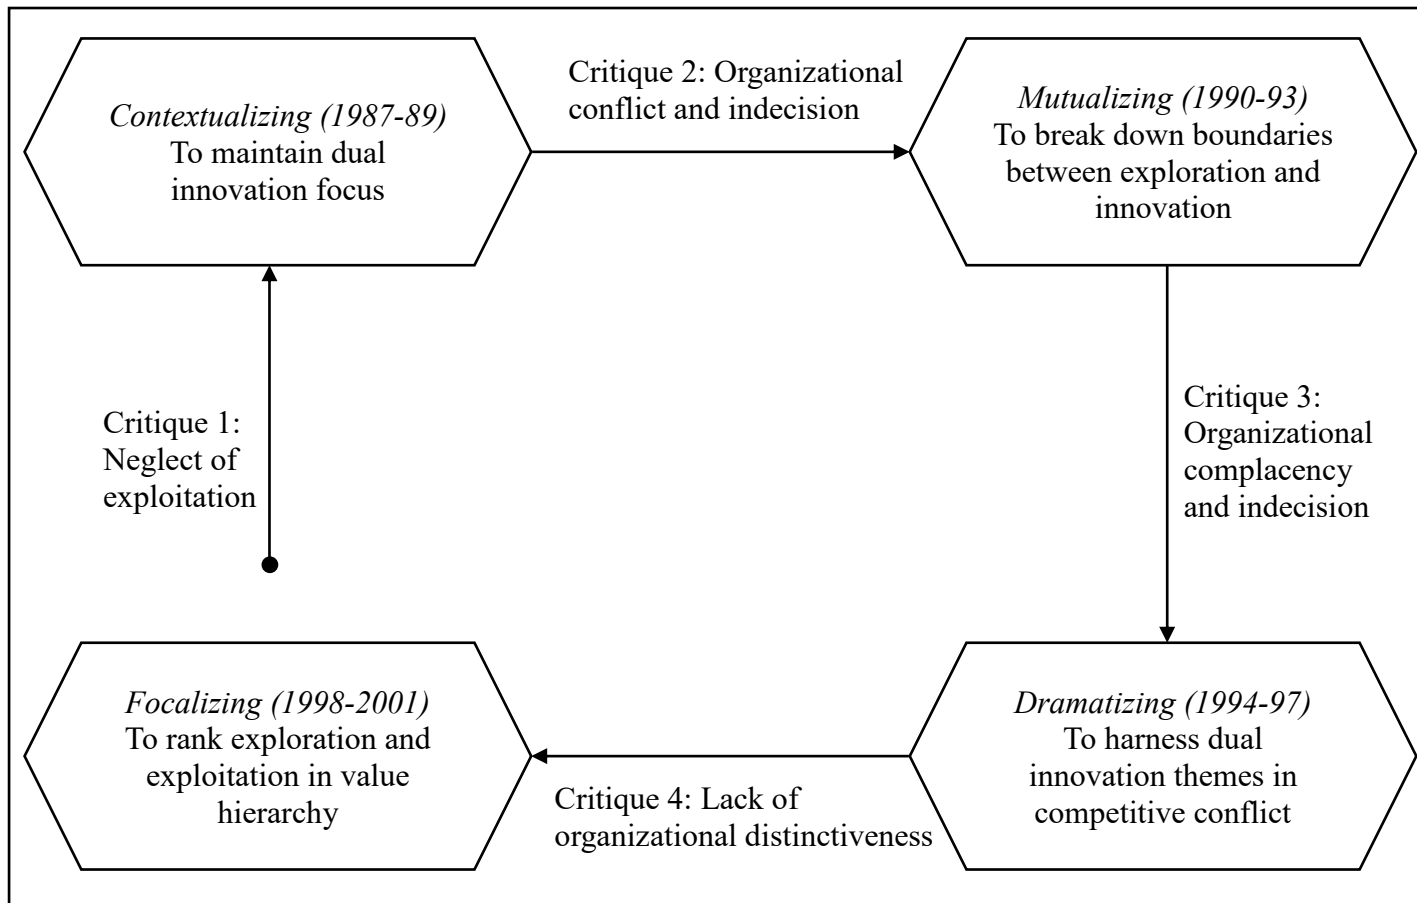 Contextualizing (1987-89)
To maintain dual
innovation focus
Critique 2: Organizational
conflict and indecision
Mutualizing (1990-93)
To break down boundaries
between exploration and
innovation
Critique 1:
Neglect of
exploitation
Critique 3:
Organizational
complacency
and indecision
Focalizing (1998-2001)
To rank exploration and
exploitation in value
hierarchy
Critique 4: Lack of
organizational distinctiveness
Dramatizing (1994-97)
To harness dual
innovation themes in
competitive conflict